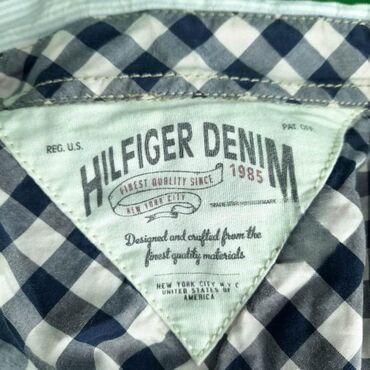 REG. U.S.
PAT. OFF.
HILFIGER DENIM
FINEST QUALITY SINCE 1985
NEW YORK CITY
Designed and crafted from the
finest quality materials.
NEW YORK CITY N.Y.C
UNITED STATES OF
AMERICA